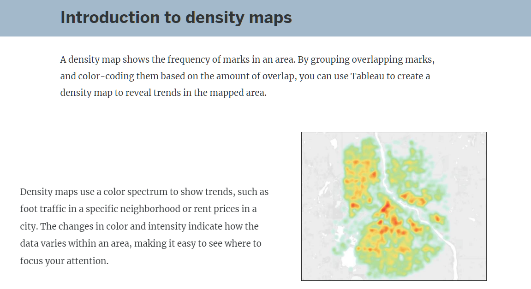 Introduction to density maps
A density map shows the frequency of marks in an area. By grouping overlapping marks,
and color-coding them based on the amount of overlap, you can use Tableau to create a
density map to reveal trends in the mapped area.
Density maps use a color spectrum to show trends, such as
foot traffic in a specific neighborhood or rent prices in a
city. The changes in color and intensity indicate how the
data varies within an area, making it easy to see where to
focus your attention.